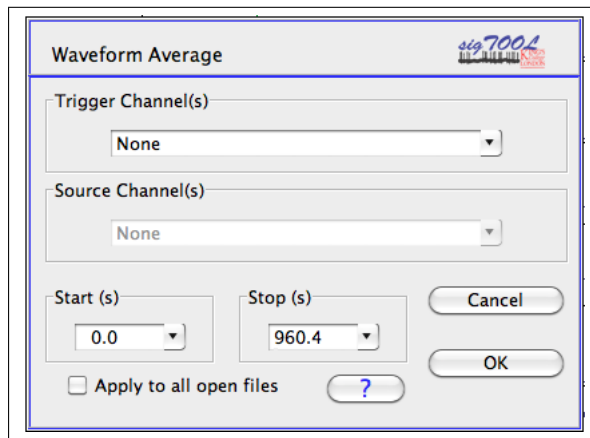 Waveform Average
sigTOOL
Trigger Channel(s)
None
Source Channel(s)
None
Start (s)
Stop (s)
Cancel
0.0
960.4
OK
Apply to all open files
?